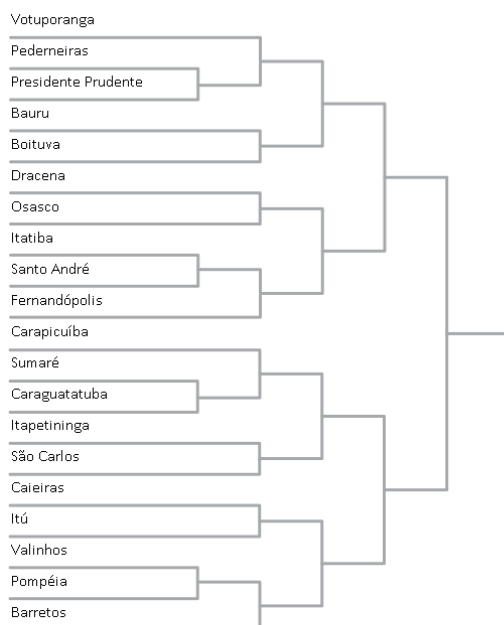 Votuporanga
Pederneiras
Presidente Prudente
Bauru
Boituva
Dracena
Osasco
Itatiba
Santo André
Fernandópolis
Carapicuíba
Sumaré
Caraguatatuba
Itapetininga
São Carlos
Caieiras
Itú
Valinhos
Pompéia
Barretos